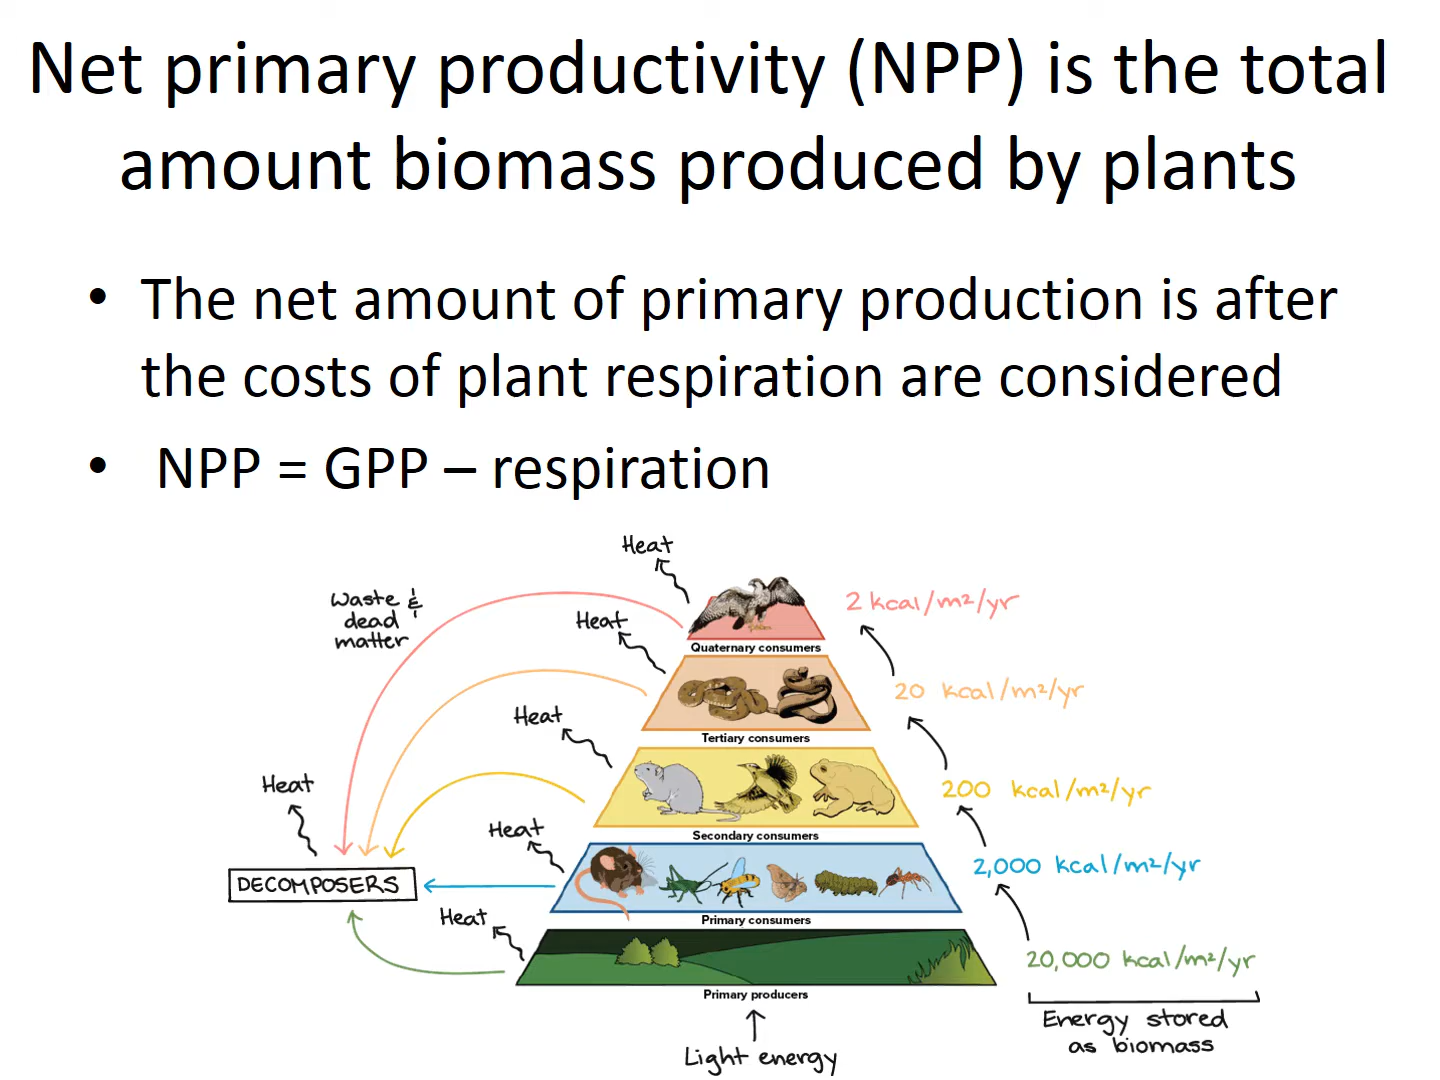 Net primary productivity (NPP) is the total
amount biomass produced by plants
• The net amount of primary production is after
the costs of plant respiration are considered
• NPP = GPP – respiration
Heat
2 kcal/m²/yr
Waste &
dead
matter
Heat
Quaternary consumers
20 kcal/m²/yr
Heat
Tertiary consumers
Heat
200 kcal/m²/yr
Heat
Secondary consumers
2,000 kcal/m²/yr
DECOMPOSERS
Heat
Primary consumers
20,000 kcal/m²/yr
Primary producers
Energy stored
as biomass
Light energy